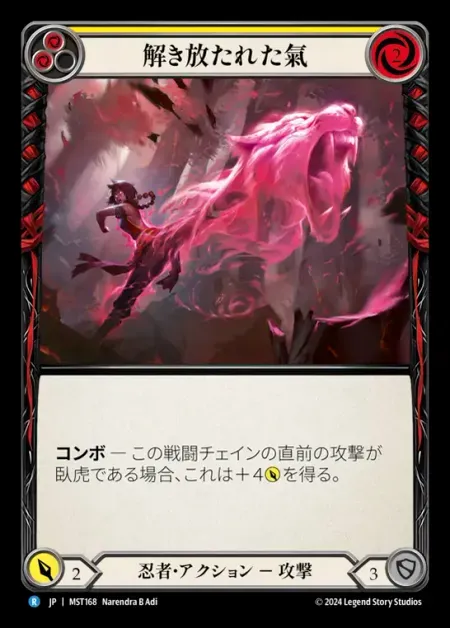 解き放たれた氣
2
コンボ — この戦闘チェインの直前の攻撃が
臥虎である場合、これは＋4を得る。
2
忍者・アクション − 攻撃
3
R JP | MST168 Narendra B Adi
© 2024 Legend Story Studios